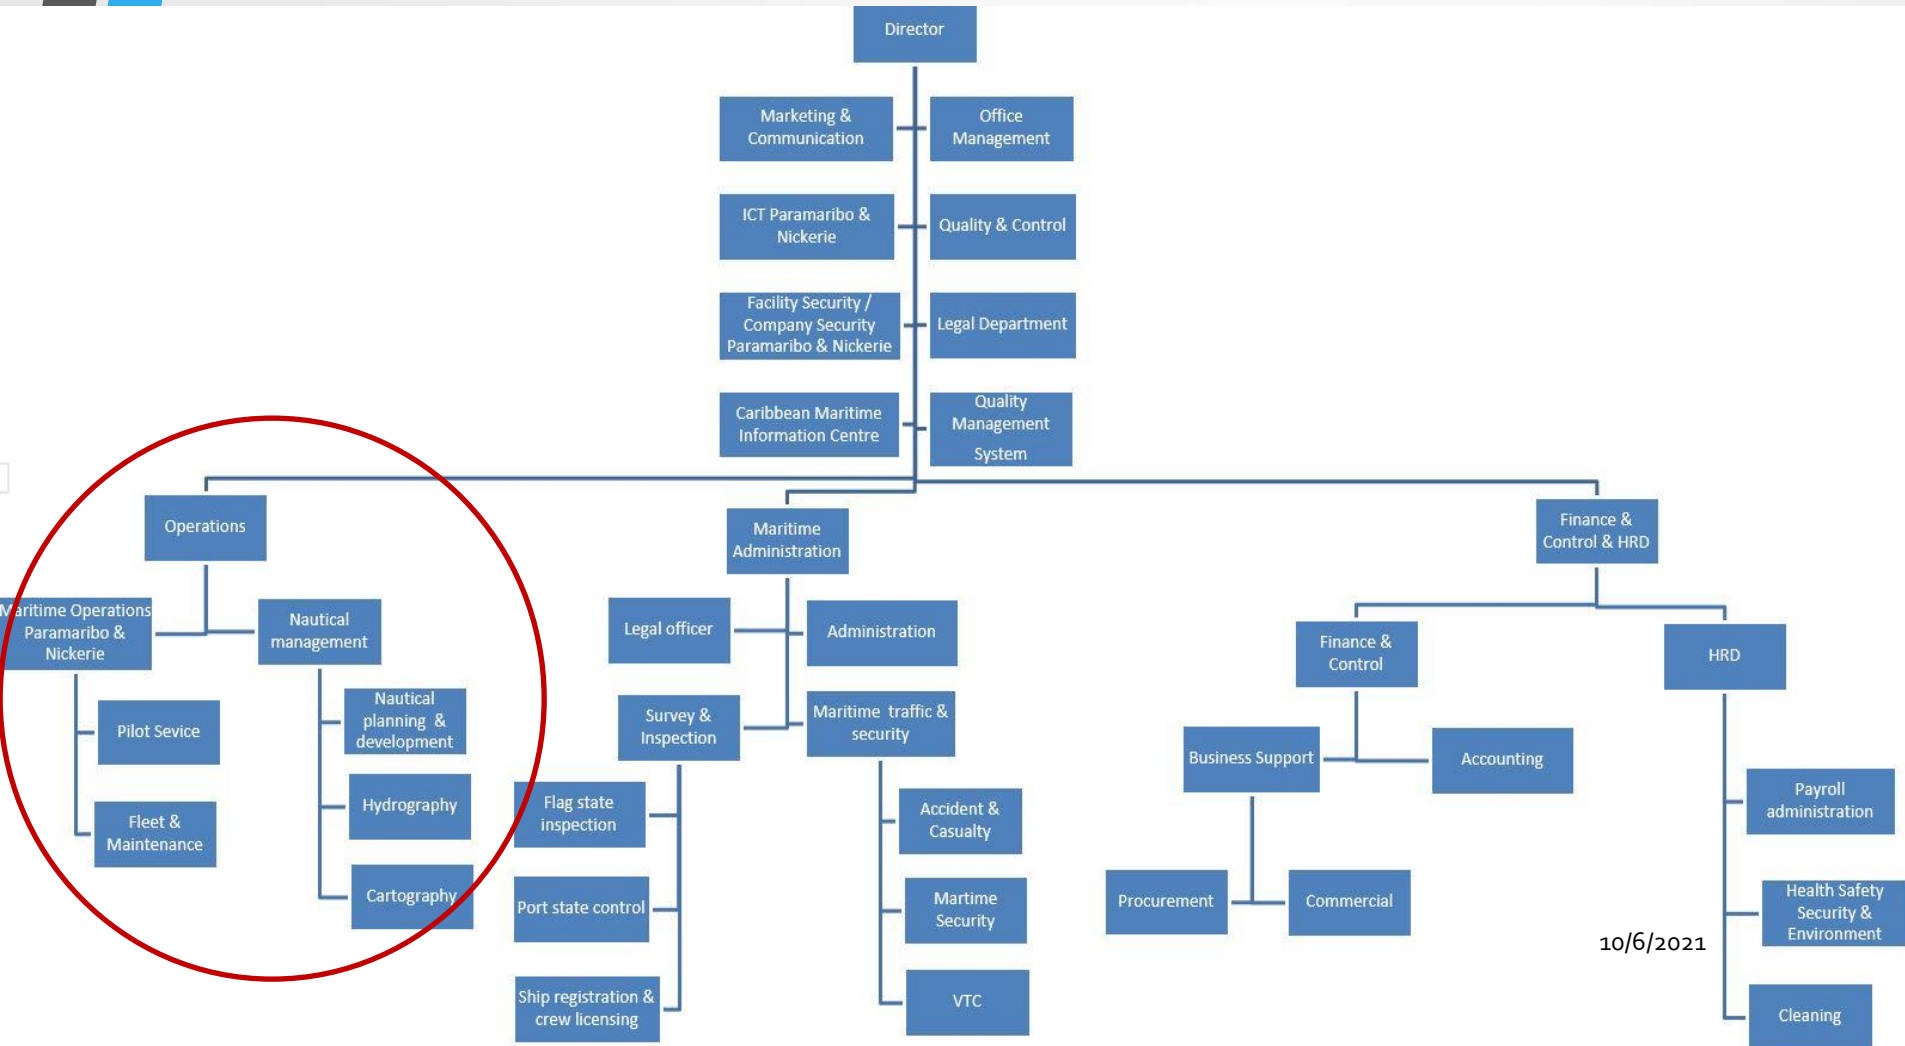 Director
Marketing &
Communication
Office
Management
ICT Paramaribo &
Nickerie
Quality & Control
Facility Security /
Company Security
Paramaribo & Nickerie
Legal Department
Caribbean Maritime
Information Centre
Quality
Management
System
Operations
Maritime
Administration
Finance &
Control & HRD
Maritime Operations
Paramaribo &
Nickerie
Nautical
management
Pilot Sevice
Fleet &
Maintenance
Nautical
planning &
development
Hydrography
Cartography
Legal officer
Administration
Survey &
Inspection
Maritime traffic &
security
Flag state
inspection
Port state control
Ship registration &
crew licensing
Accident &
Casualty
Martime
Security
VTC
Finance &
Control
HRD
Business Support
Accounting
Procurement
Commercial
Payroll
administration
Health Safety
Security &
Environment
Cleaning
10/6/2021